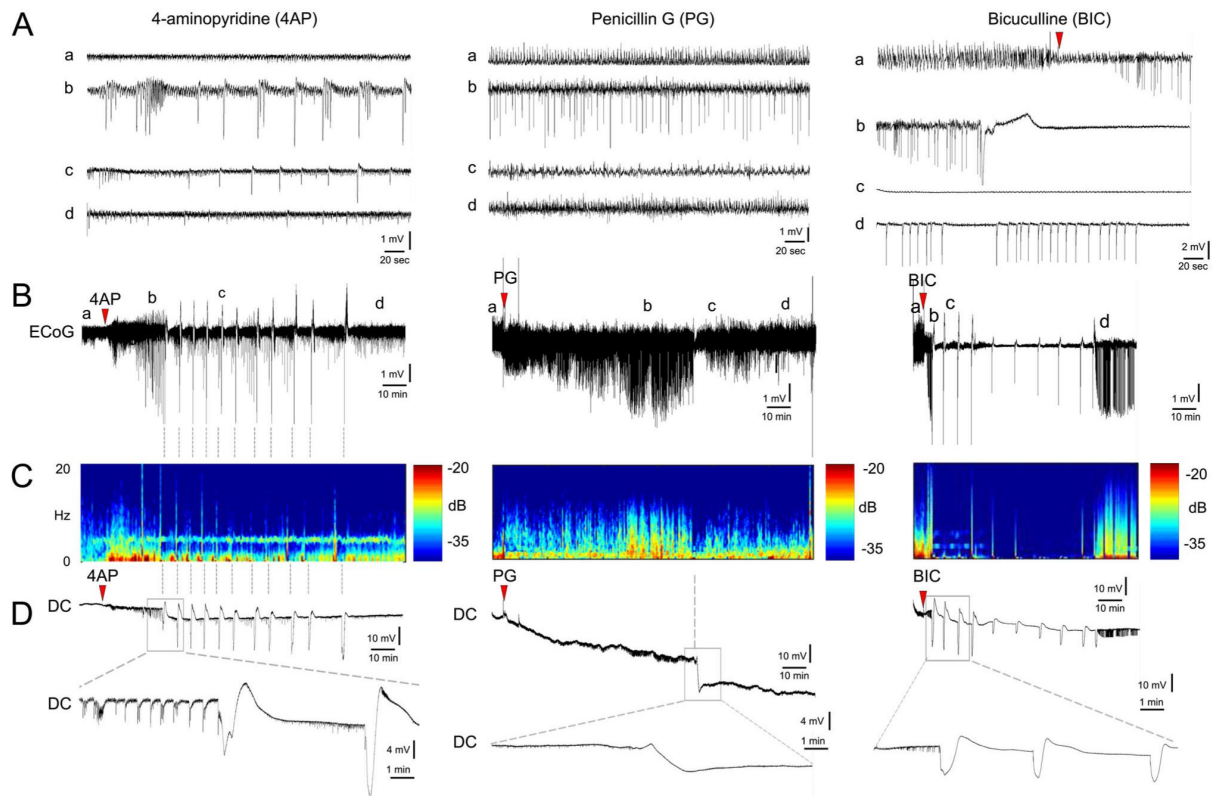 4-aminopyridine (4AP) Penicillin G (PG) Bicuculline (BIC)
A
a a a
b b b
c c c
d d d
1 mV 1 mV 2 mV
20 sec 20 sec 20 sec
B
4AP PG BIC
a b c d a b c d a b c d
ECoG
1 mV 1 mV 1 mV
10 min 10 min 10 min
C
20 -20 -20 -20
Hz dB dB dB
0 -35 -35 -35
4AP PG BIC
D
DC DC DC
10 mV 10 mV 10 mV
10 min 10 min 10 min
DC DC DC
4 mV 4 mV 10 mV
1 min 1 min 1 min